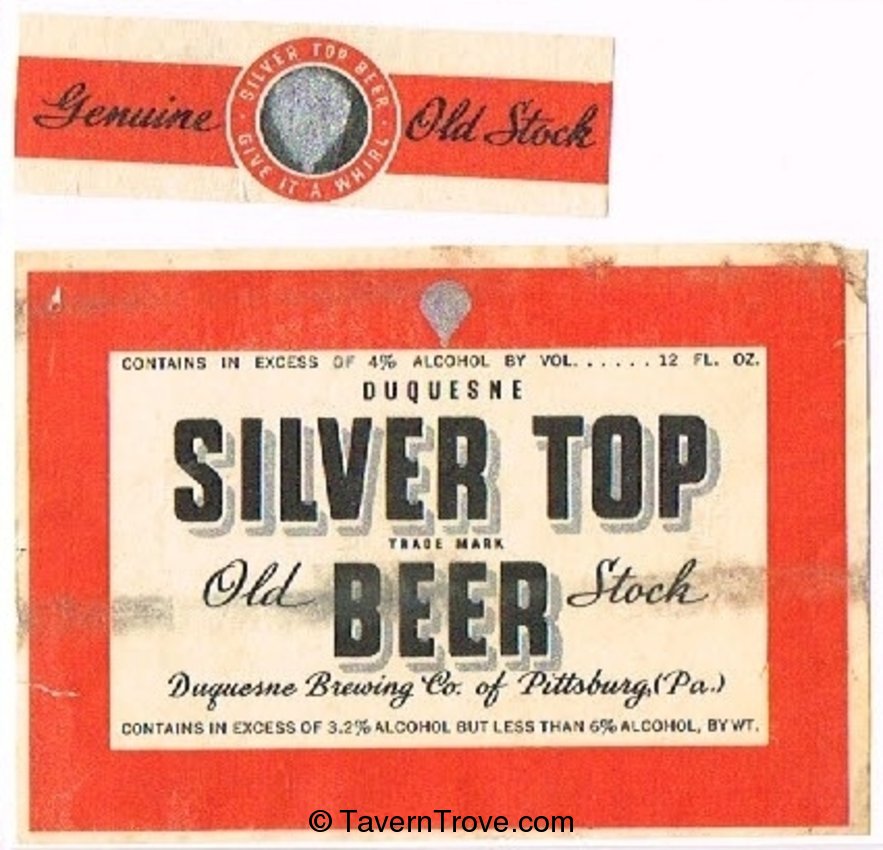 Genuine
SILVER TOP BEER
GIVE IT A WHIRL
Old Stock
CONTAINS IN EXCESS OF 4% ALCOHOL BY VOL. . . . . . 12 FL. OZ.
DUQUESNE
SILVER TOP
TRADE MARK
Old BEER Stock
Duquesne Brewing Co. of Pittsburg, (Pa.)
CONTAINS IN EXCESS OF 3.2% ALCOHOL BUT LESS THAN 6% ALCOHOL, BY WT.
© TavernTrove.com